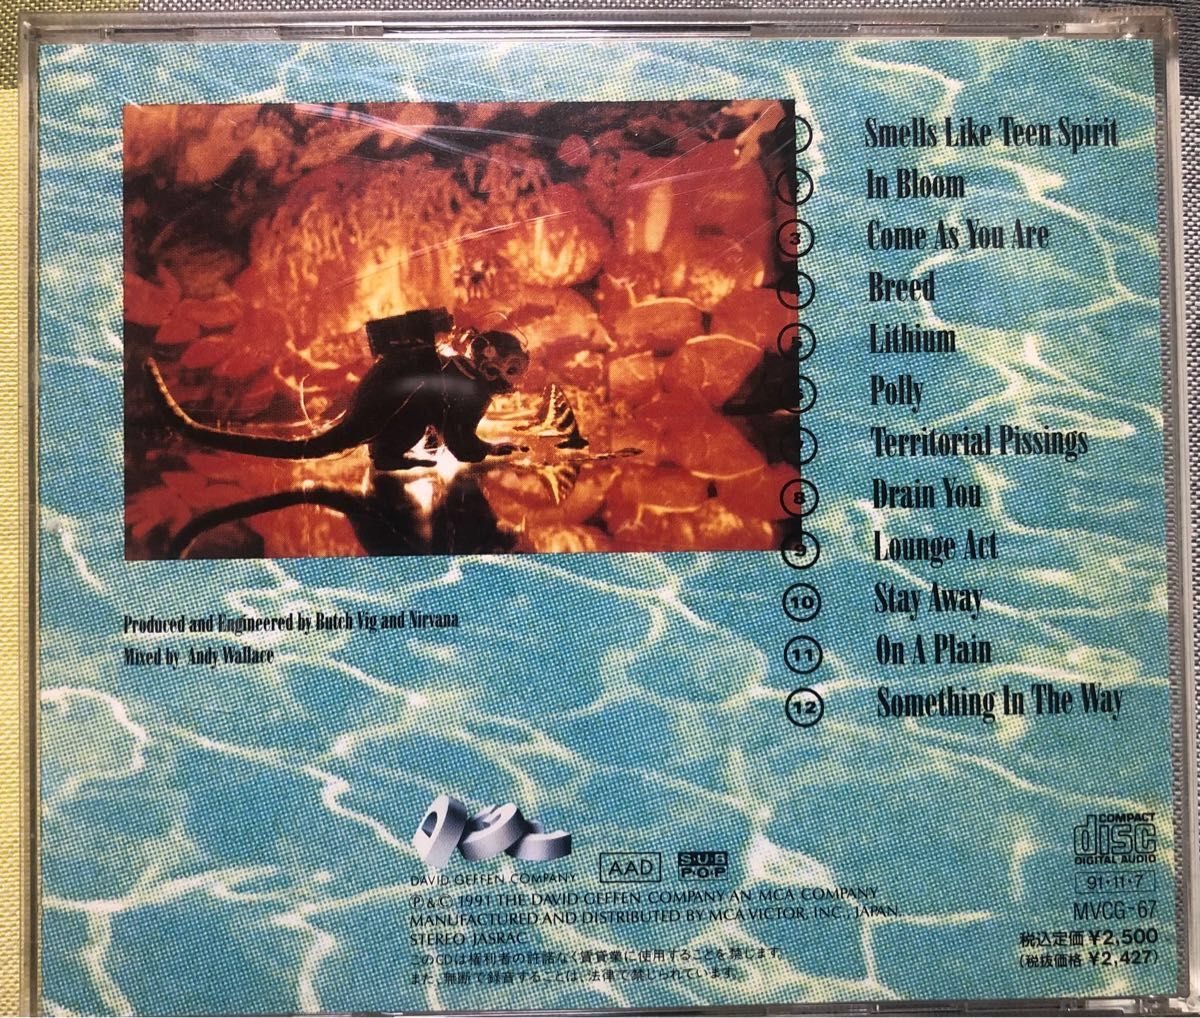 Smells Like Teen Spirit
In Bloom
3 Come As You Are
Breed
5 Lithium
Polly
Territorial Pissings
8 Drain You
9 Lounge Act
10 Stay Away
11 On A Plain
12 Something In The Way
Produced and Engineered by Butch Vig and Nirvana
Mixed by Andy Wallace
DGC
DAVID GEFFEN COMPANY
AAD
SUB POP
Ⓟ & © 1991 THE DAVID GEFFEN COMPANY AN MCA COMPANY
MANUFACTURED AND DISTRIBUTED BY MCA VICTOR, INC., JAPAN.
STEREO JASRAC
このCDは権利者の許諾なく賃貸業に使用することを禁じます。
また、無断で録音することは、法律で禁じられています。
COMPACT
disc
DIGITAL AUDIO
91・11・7
MVCG-67
税込定価 ¥2,500
(税抜価格 ¥2,427)